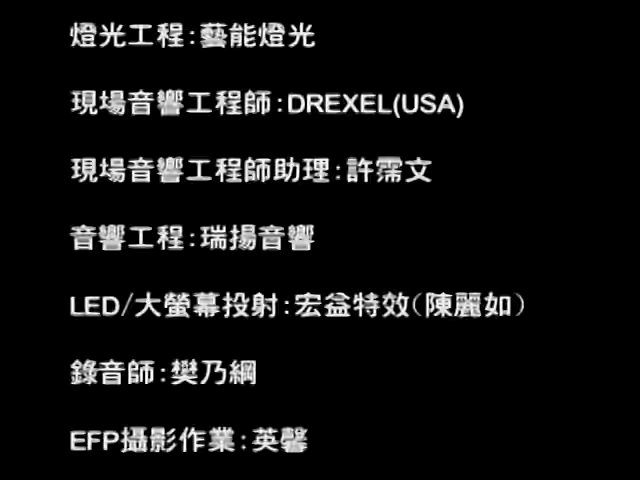 燈光工程：藝能燈光
現場音響工程師：DREXEL(USA)
現場音響工程師助理：許霈文
音響工程：瑞揚音響
LED/大螢幕投射：宏益特效（陳麗如）
錄音師：樊乃綱
EFP攝影作業：英馨